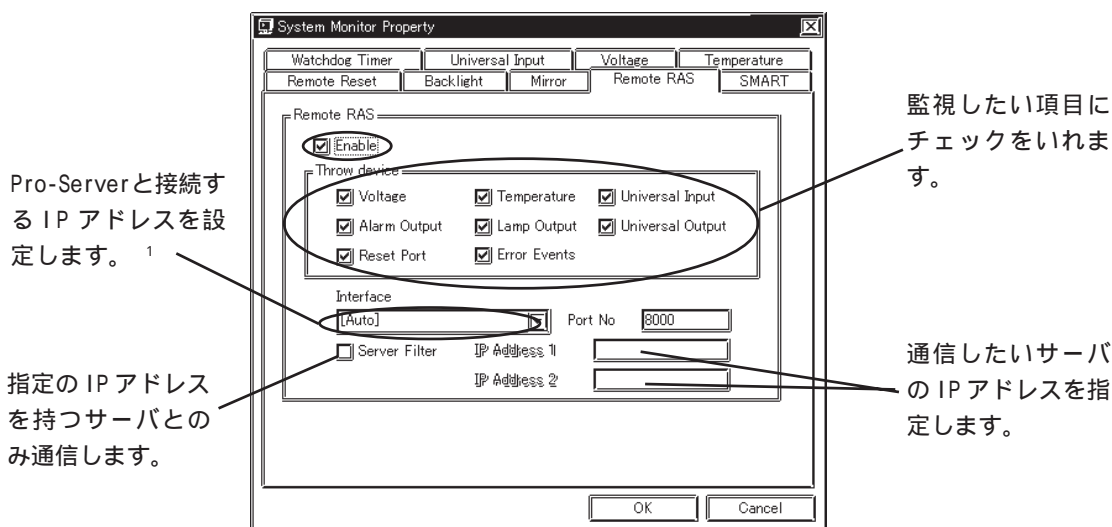 System Monitor Property
Watchdog Timer Universal Input Voltage Temperature
Remote Reset Backlight Mirror Remote RAS SMART
Remote RAS
Enable
Throw device
Voltage Temperature Universal Input
Alarm Output Lamp Output Universal Output
Reset Port Error Events
Interface
[Auto] Port No 8000
Server Filter IP Address 1
IP Address 2
OK Cancel
Pro-Serverと接続す
るIPアドレスを設
定します。 1
指定のIPアドレス
を持つサーバとの
み通信します。
監視したい項目に
チェックをいれま
す。
通信したいサーバ
のIPアドレスを指
定します。